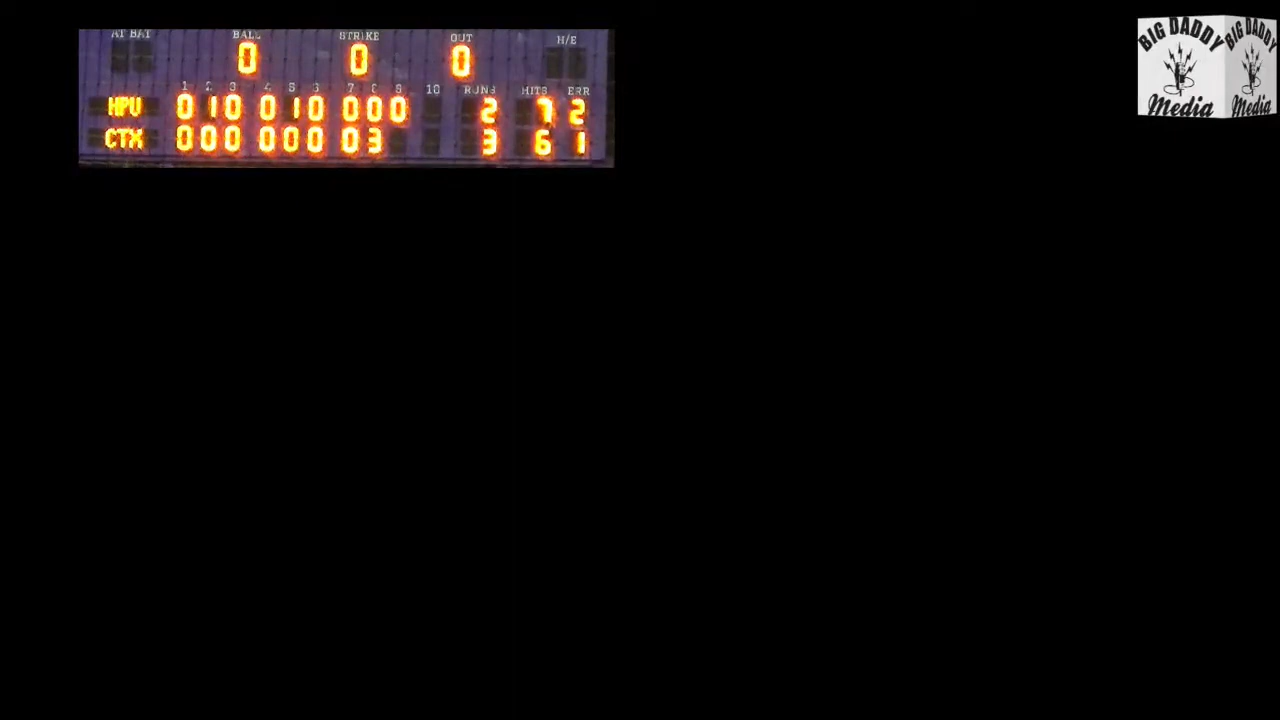 AT BAT BALL STRIKE OUT H/E
0 0 0
1 2 3 4 5 6 7 8 9 10 RUNS HITS ERR
HPU 0 1 0 0 1 0 0 0 0 2 7 2
CTX 0 0 0 0 0 0 0 3 3 6 1
BIG DADDY
Media
BIG DADDY
Media